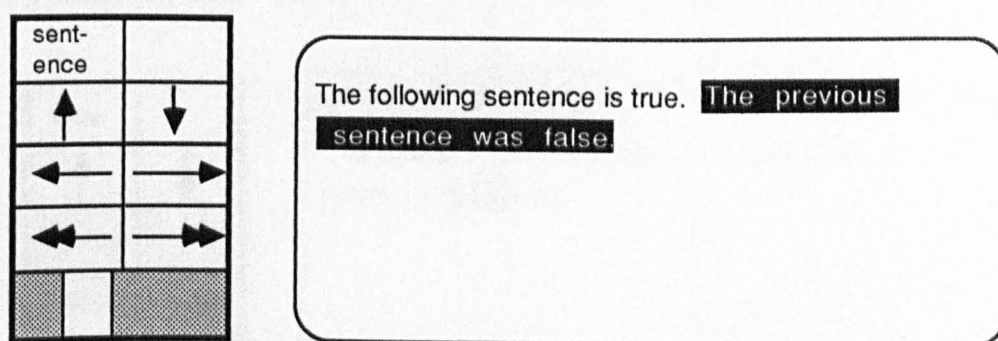 sent-
ence
The following sentence is true. The previous
sentence was false.